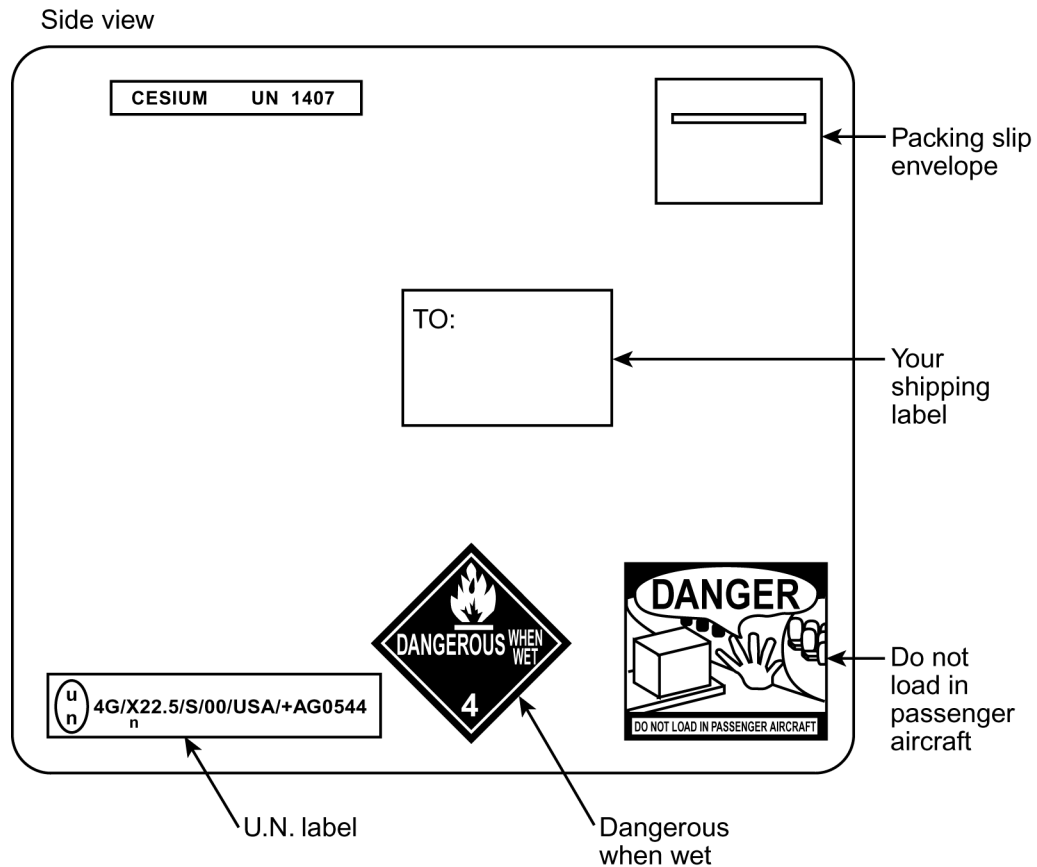 Side view
CESIUM UN 1407
Packing slip
envelope
TO:
Your
shipping
label
DANGER
DANGEROUS WHEN
WET
4
DO NOT LOAD IN PASSENGER AIRCRAFT
Do not
load in
passenger
aircraft
u
n
4G/X22.5/S/00/USA/+AG0544
n
U.N. label
Dangerous
when wet